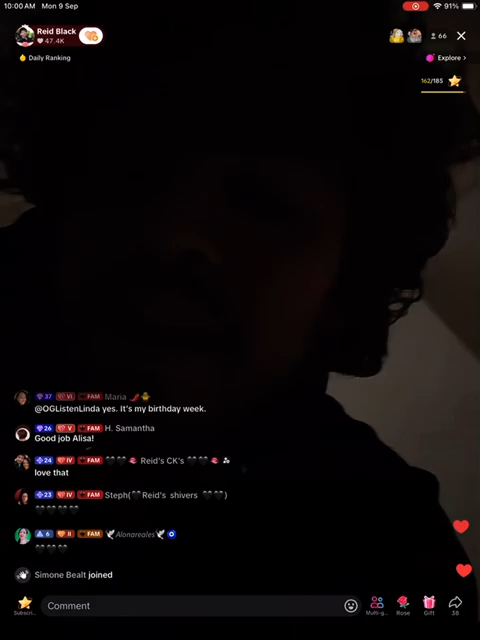 10:00 AM Mon 9 Sep
91%
Reid Black
47.4K
66
Daily Ranking
Explore >
162/185
37 VI FAM Maria
@OGListenLinda yes. It's my birthday week.
26 V FAM H. Samantha
Good job Alisa!
24 IV FAM Reid's CK's
love that
23 IV FAM Steph( Reid's shivers )
6 II FAM Alonareales
Simone Bealt joined
Subscri...
Comment
Multi-g...
Rose
Gift
38